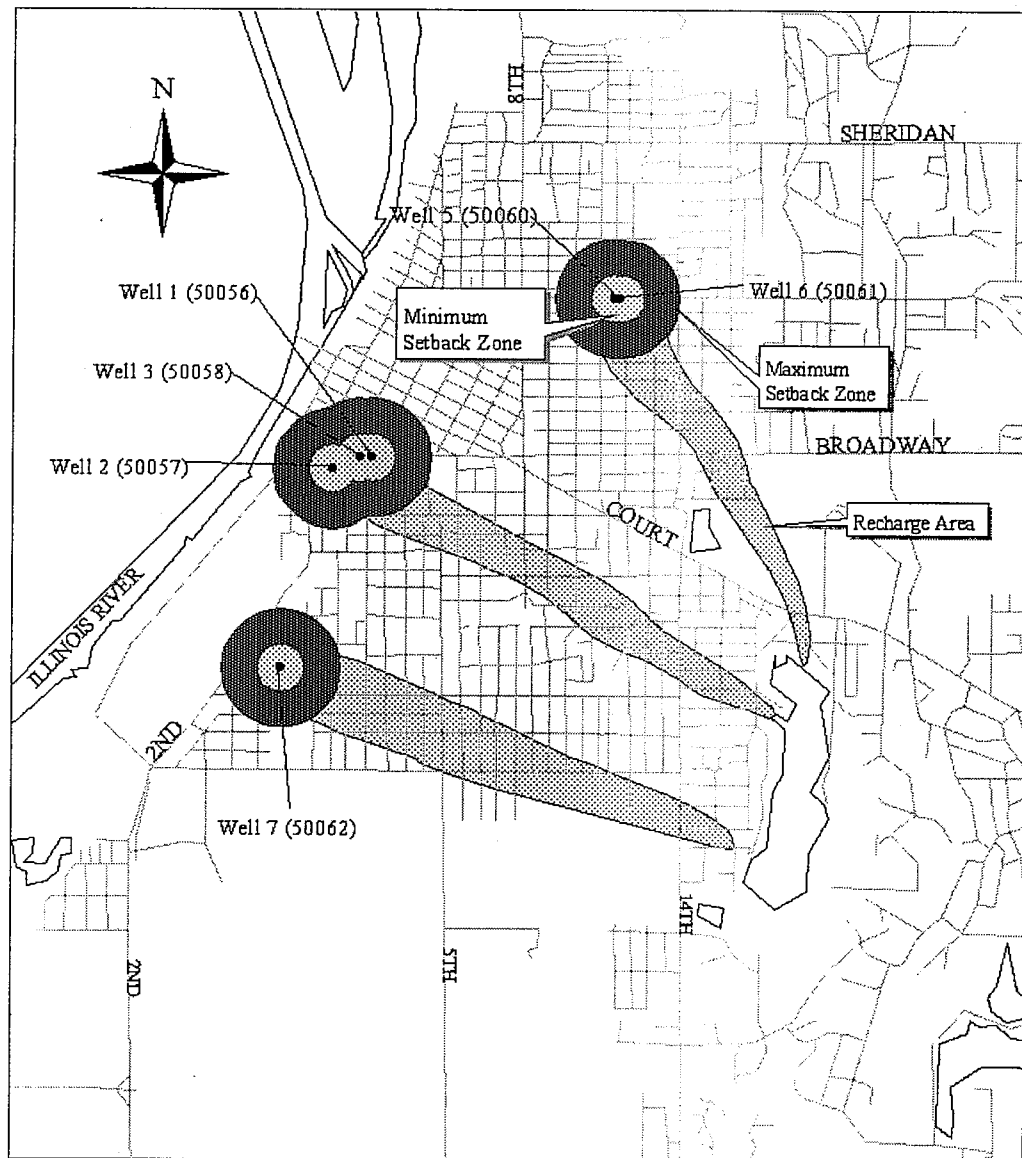 N
8TH
SHERIDAN
Well 5 (50060)
Well 1 (50056)
Well 6 (50061)
Minimum
Setback Zone
Well 3 (50058)
Maximum
Setback Zone
Well 2 (50057)
BROADWAY
COURT
Recharge Area
ILLINOIS RIVER
2ND
Well 7 (50062)
14TH
2ND
5TH